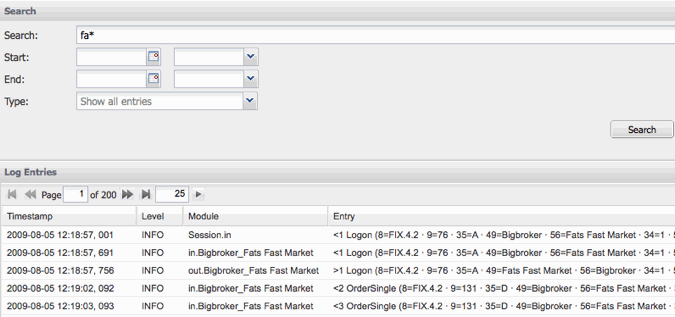 Search
Search: fa*
Start:
End:
Type: Show all entries
Search
Log Entries
Page 1 of 200 25
Timestamp Level Module Entry
2009-08-05 12:18:57, 001 INFO Session.in <1 Logon (8=FIX.4.2 · 9=76 · 35=A · 49=Bigbroker · 56=Fats Fast Market · 34=1 ·
2009-08-05 12:18:57, 691 INFO in.Bigbroker_Fats Fast Market <1 Logon (8=FIX.4.2 · 9=76 · 35=A · 49=Bigbroker · 56=Fats Fast Market · 34=1 ·
2009-08-05 12:18:57, 756 INFO out.Bigbroker_Fats Fast Market >1 Logon (8=FIX.4.2 · 9=76 · 35=A · 49=Fats Fast Market · 56=Bigbroker · 34=1 ·
2009-08-05 12:19:02, 092 INFO in.Bigbroker_Fats Fast Market <2 OrderSingle (8=FIX.4.2 · 9=131 · 35=D · 49=Bigbroker · 56=Fats Fast Market ·
2009-08-05 12:19:03, 093 INFO in.Bigbroker_Fats Fast Market <3 OrderSingle (8=FIX.4.2 · 9=131 · 35=D · 49=Bigbroker · 56=Fats Fast Market ·